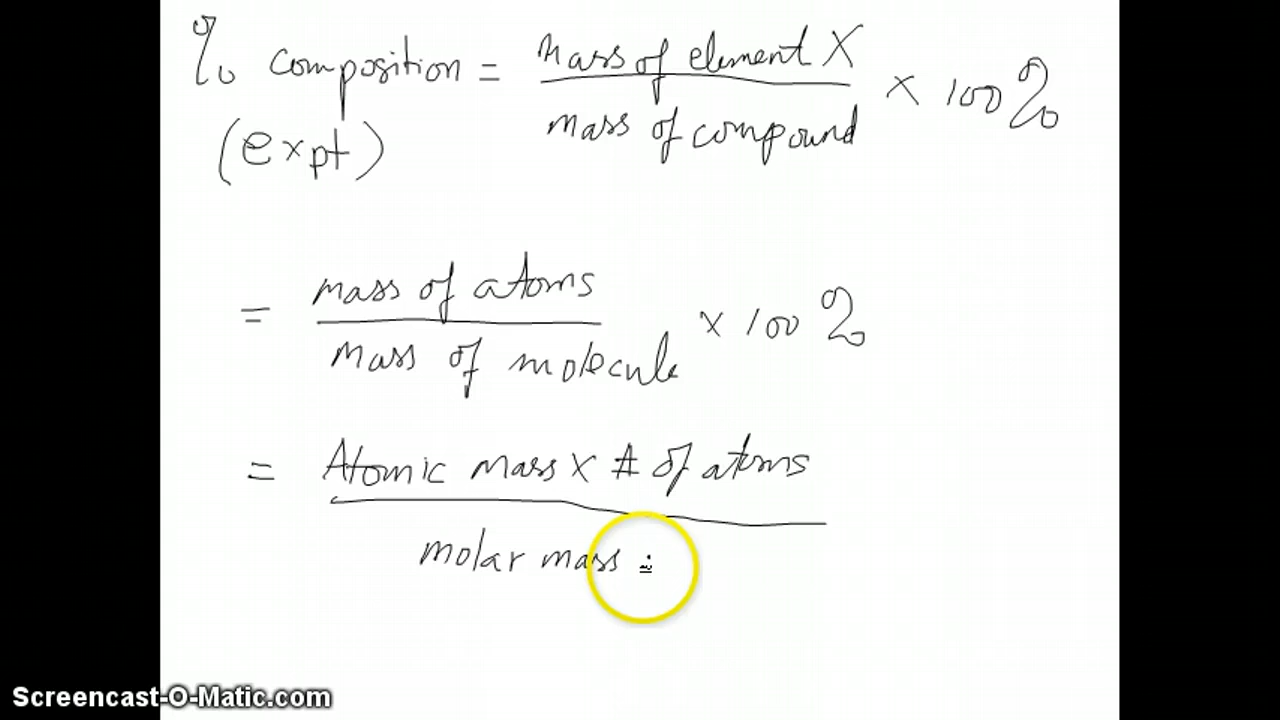 % composition = mass of element X / mass of compound × 100%
(expt)
= mass of atoms / mass of molecule × 100%
= Atomic mass × # of atoms / molar mass
Screencast-O-Matic.com